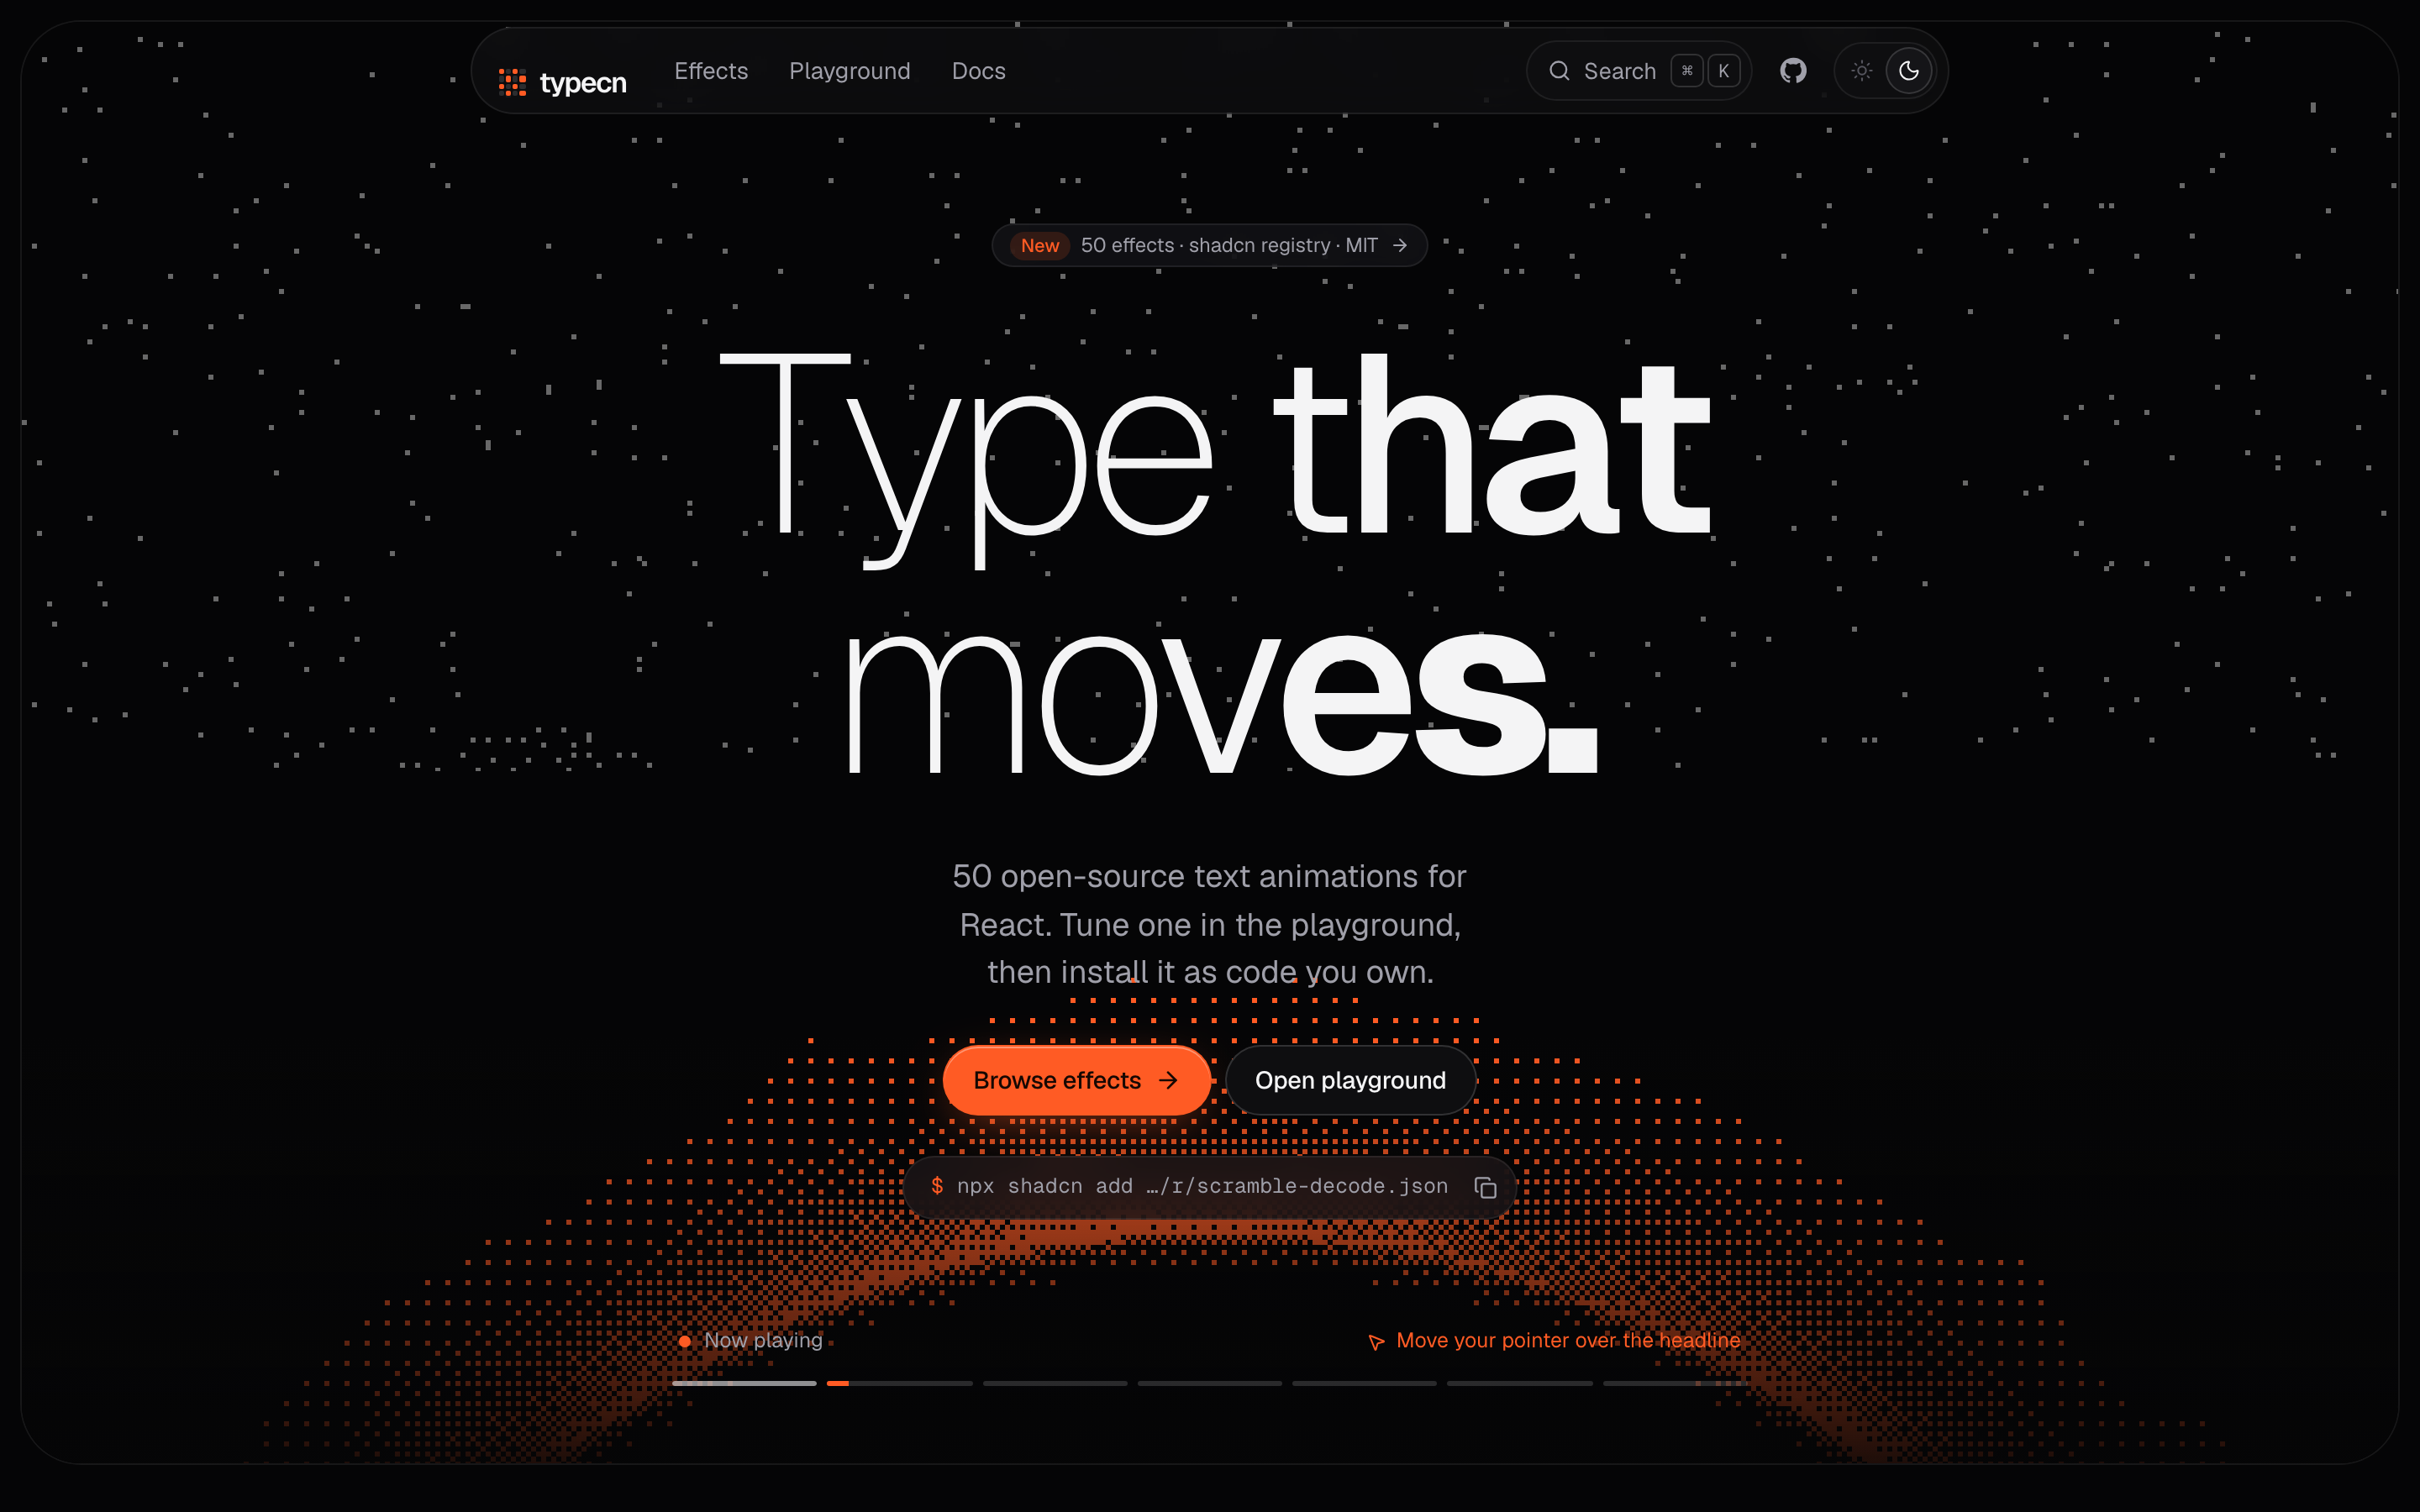 typecn
Effects
Playground
Docs
Search ⌘ K
New 50 effects · shadcn registry · MIT →
Type that
moves.
50 open-source text animations for
React. Tune one in the playground,
then install it as code you own.
Browse effects →
Open playground
$ npx shadcn add …/r/scramble-decode.json
Now playing
Move your pointer over the headline